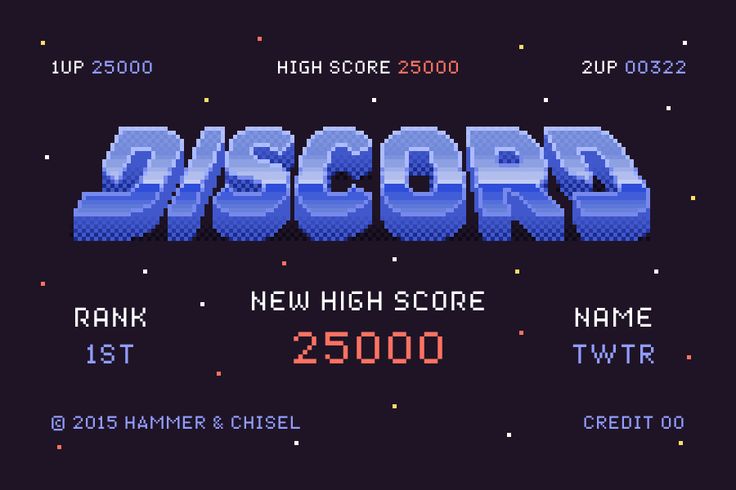 1UP 25000 HIGH SCORE 25000 2UP 00322
DISCORD
NEW HIGH SCORE
25000
RANK
1ST
NAME
TWTR
© 2015 HAMMER & CHISEL CREDIT 00